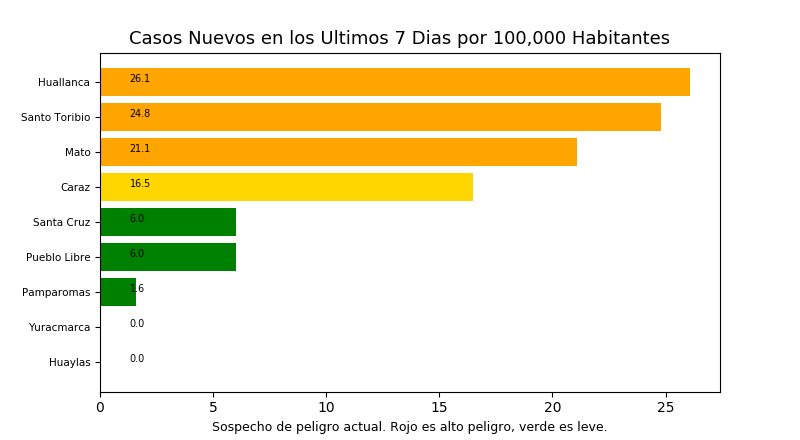 Casos Nuevos en los Ultimos 7 Dias por 100,000 Habitantes
Huallanca 26.1
Santo Toribio 24.8
Mato 21.1
Caraz 16.5
Santa Cruz 6.0
Pueblo Libre 6.0
Pamparomas 1.6
Yuracmarca 0.0
Huaylas 0.0
0 5 10 15 20 25
Sospecho de peligro actual. Rojo es alto peligro, verde es leve.